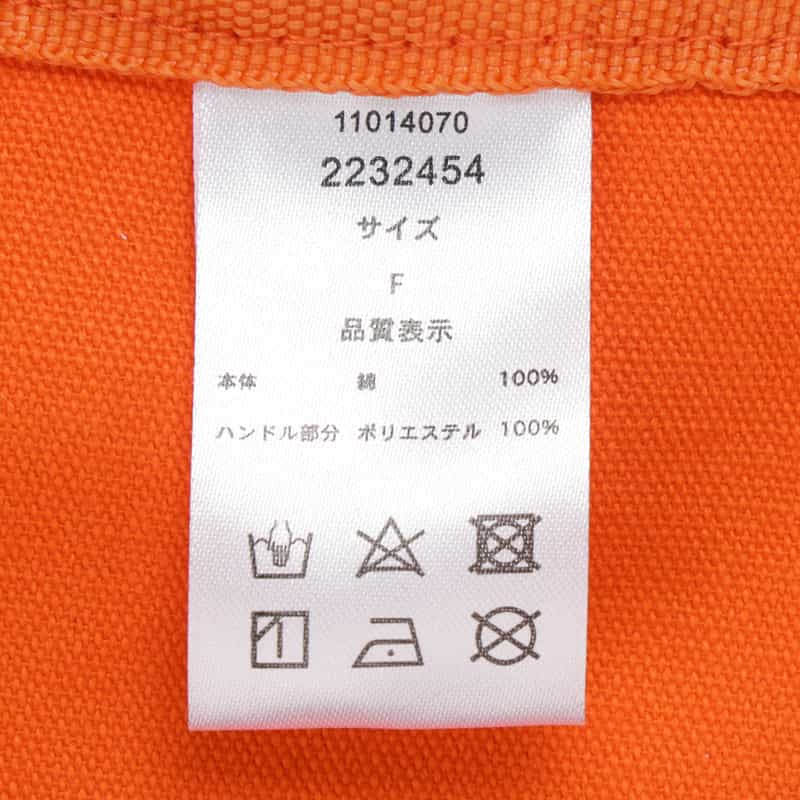 11014070
2232454
サイズ
F
品質表示
本体 綿 100%
ハンドル部分 ポリエステル 100%